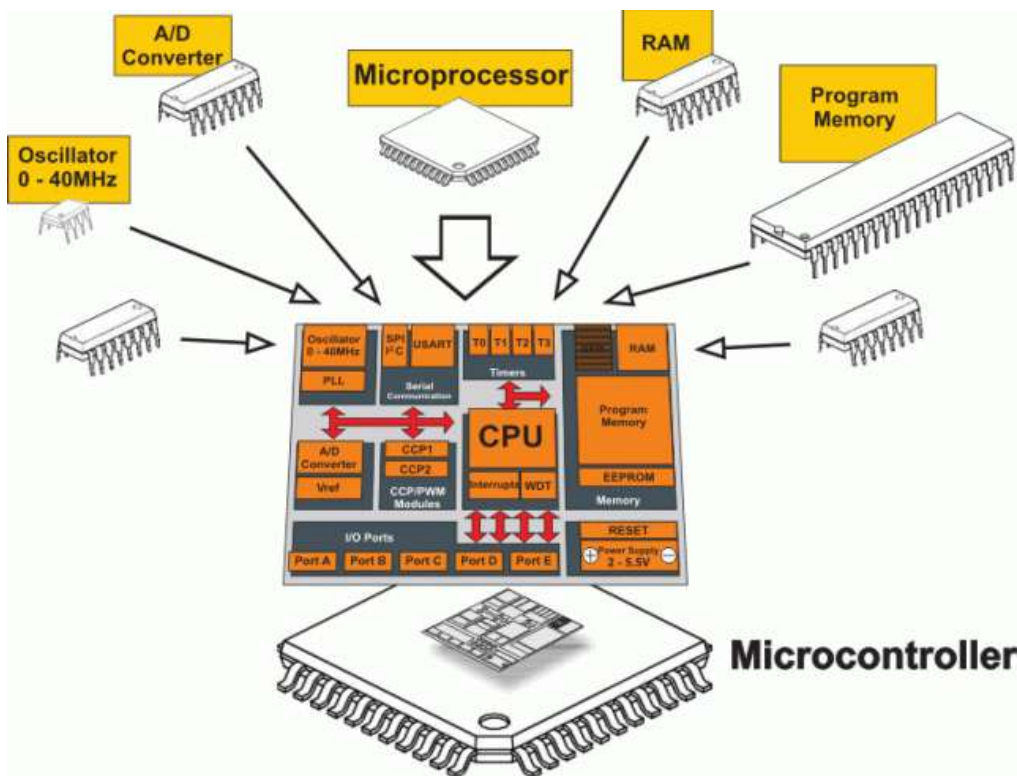 A/D
Converter
Microprocessor
RAM
Program
Memory
Oscillator
0 - 40MHz
Oscillator
0 - 40MHz
PLL
SPI
I²C
USART
Serial
Communication
T0 T1 T2 T3
Timers
RAM
Program
Memory
EEPROM
Memory
A/D
Converter
Vref
CCP1
CCP2
CCP/PWM
Modules
CPU
Interrupts
WDT
I/O Ports
Port A Port B Port C Port D Port E
RESET
Power Supply
2 - 5.5V
Microcontroller